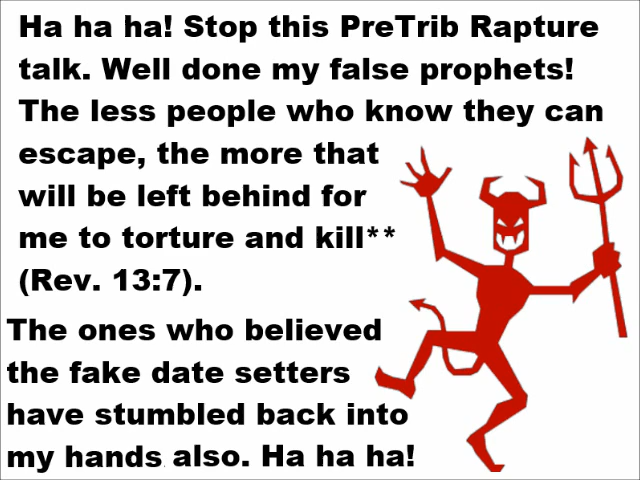 Ha ha ha! Stop this PreTrib Rapture
talk. Well done my false prophets!
The less people who know they can
escape, the more that
will be left behind for
me to torture and kill**
(Rev. 13:7).
The ones who believed
the fake date setters
have stumbled back into
my hands also. Ha ha ha!